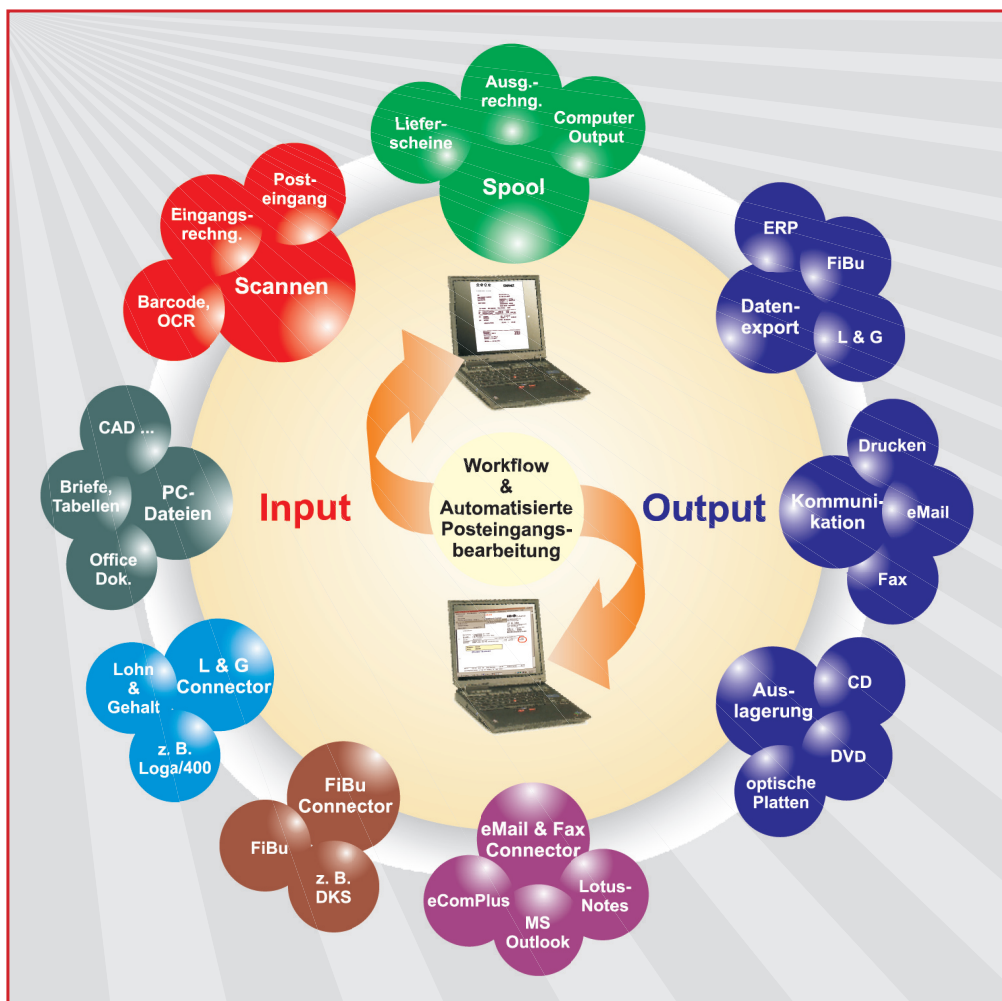 Ausg.-
rechng.
Liefer-
scheine
Computer
Output
Spool
Post-
eingang
Eingangs-
rechng.
Scannen
Barcode,
OCR
ERP
FiBu
Daten-
export
L & G
CAD ...
Briefe,
Tabellen
PC-
Dateien
Office
Dok.
Input
Workflow
&
Automatisierte
Posteingangs-
bearbeitung
Output
Drucken
Kommuni-
kation
eMail
Fax
Lohn
&
Gehalt
L & G
Connector
z. B.
Loga/400
Aus-
lagerung
CD
DVD
optische
Platten
FiBu
Connector
FiBu
z. B.
DKS
eMail & Fax
Connector
eComPlus
MS
Outlook
Lotus-
Notes